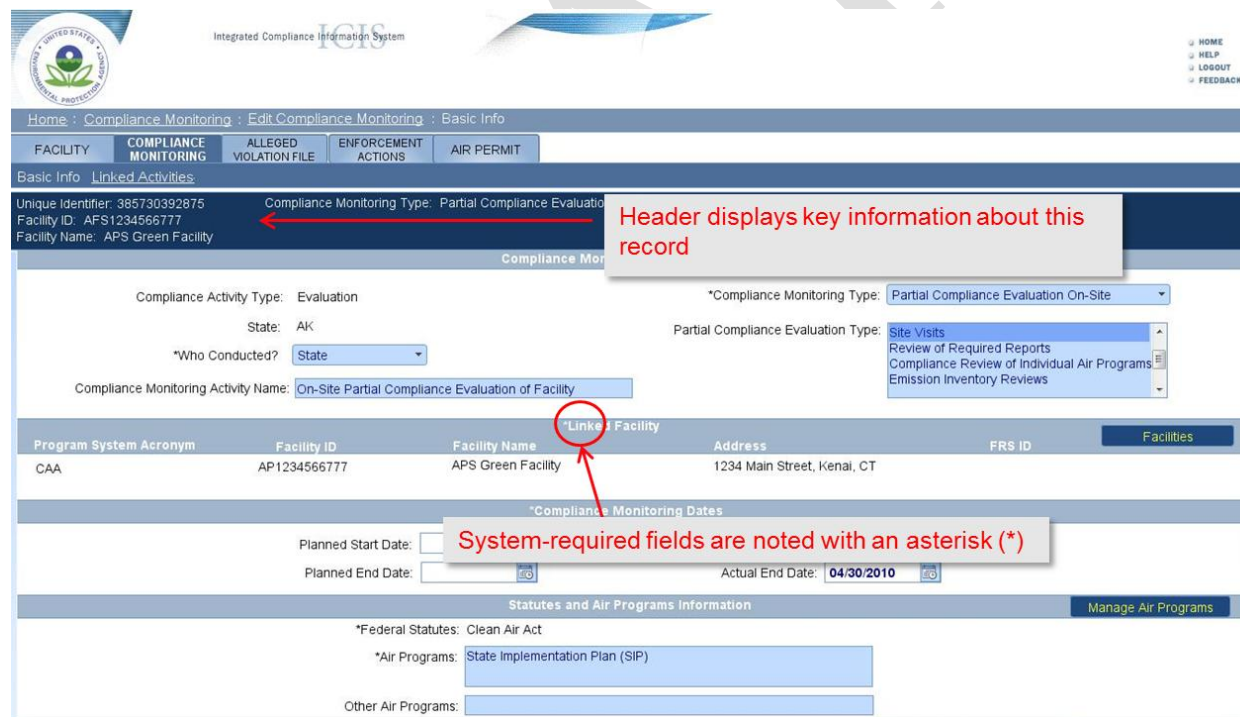 UNITED STATES
ENVIRONMENTAL PROTECTION AGENCY
Integrated Compliance Information System
ICIS
HOME
HELP
LOGOUT
FEEDBACK
Home : Compliance Monitoring : Edit Compliance Monitoring : Basic Info
FACILITY COMPLIANCE MONITORING ALLEGED VIOLATION FILE ENFORCEMENT ACTIONS AIR PERMIT
Basic Info Linked Activities
Unique Identifier: 385730392875 Compliance Monitoring Type: Partial Compliance Evaluatio
Facility ID: AFS1234566777
Facility Name: APS Green Facility
Header displays key information about this
record
Compliance Mo
Compliance Activity Type: Evaluation *Compliance Monitoring Type: Partial Compliance Evaluation On-Site
State: AK Partial Compliance Evaluation Type: Site Visits
Review of Required Reports
*Who Conducted? State Compliance Review of Individual Air Programs
Emission Inventory Reviews
Compliance Monitoring Activity Name: On-Site Partial Compliance Evaluation of Facility
*Linked Facility
Facilities
Program System Acronym Facility ID Facility Name Address FRS ID
CAA AP1234566777 APS Green Facility 1234 Main Street, Kenai, CT
*Compliance Monitoring Dates
Planned Start Date:
System-required fields are noted with an asterisk (*)
Planned End Date: Actual End Date: 04/30/2010
Statutes and Air Programs Information Manage Air Programs
*Federal Statutes: Clean Air Act
*Air Programs: State Implementation Plan (SIP)
Other Air Programs: